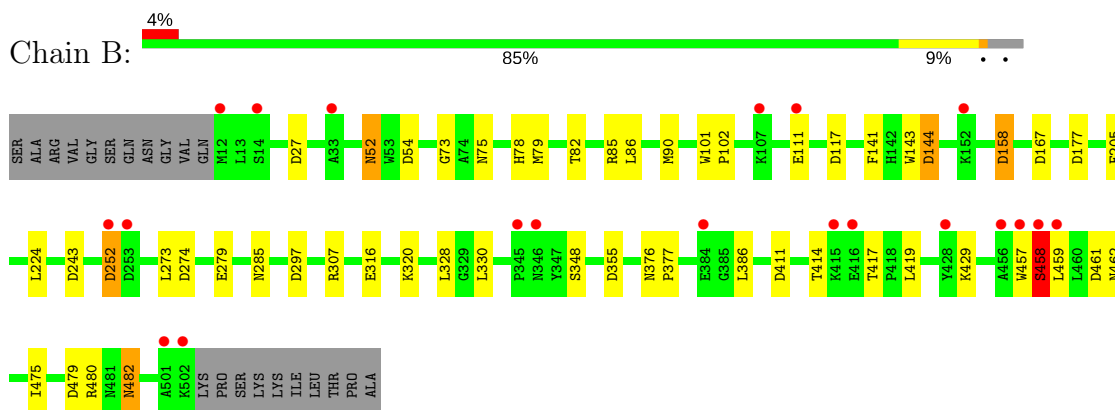 4%
Chain B:
85% 9% • •
SER ALA ARG VAL GLY SER GLN ASN GLY VAL GLN M12 L13 S14 D27 A33 N52 W53 D54 G73 A74 N75 H78 M79 T82 R85 L86 M90 W101 P102 K107 E111 D117 F141 H142 W143 D144 K152 D158 D167 D177
L224 D243 D252 D253 L273 D274 E279 N285 D297 R307 E316 K320 L328 G329 L330 P345 N346 Y347 S348 D355 N376 P377 E384 G385 L386 D411 T414 K415 E416 T417 P418 L419 Y428 K429 A456 W457 S458 L459 L460 D461 N462
I475 D479 R480 N481 N482 A501 K502 LYS PRO SER LYS LYS ILE LEU THR PRO ALA